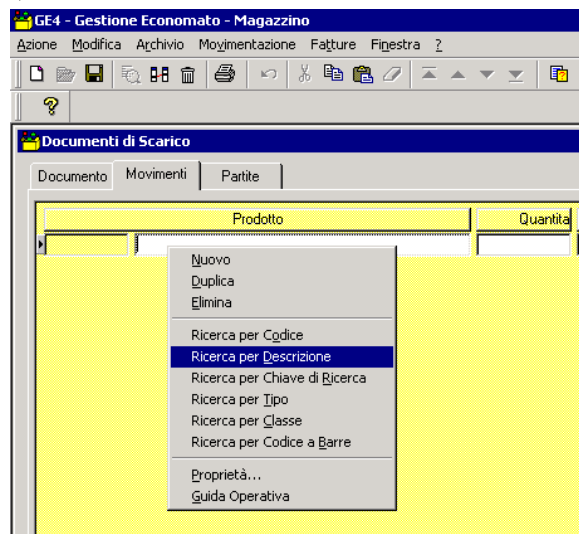 GE4 - Gestione Economato - Magazzino
Azione Modifica Archivio Movimentazione Fatture Finestra ?
Documenti di Scarico
Documento Movimenti Partite
Prodotto Quantita
Nuovo
Duplica
Elimina
Ricerca per Codice
Ricerca per Descrizione
Ricerca per Chiave di Ricerca
Ricerca per Tipo
Ricerca per Classe
Ricerca per Codice a Barre
Proprietà...
Guida Operativa